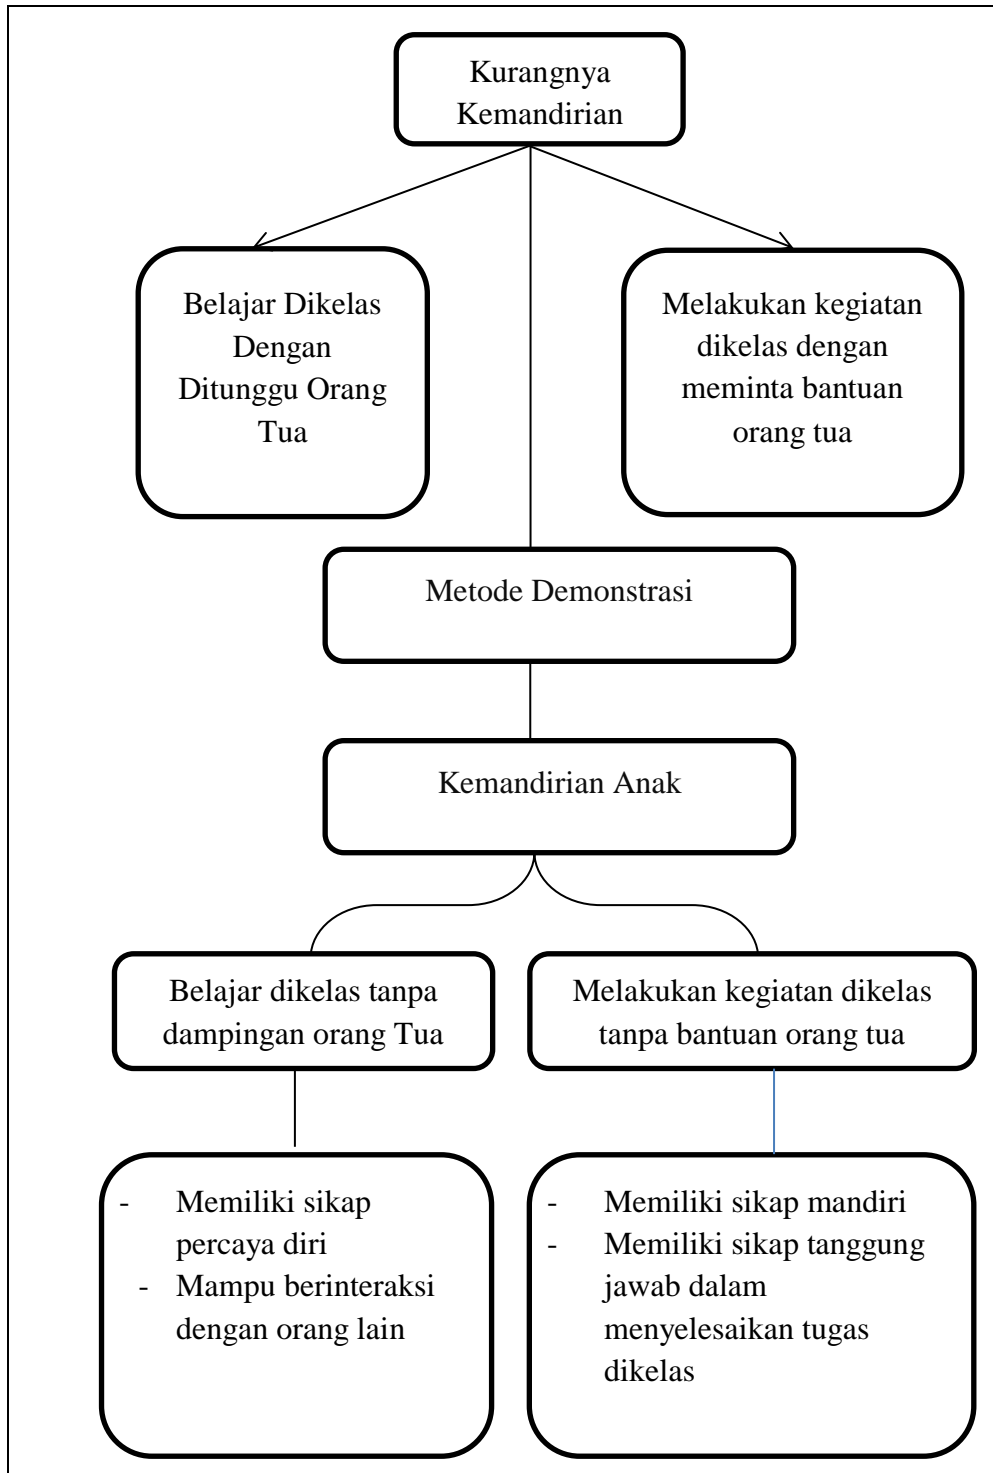 Kurangnya
Kemandirian
Belajar Dikelas
Dengan
Ditunggu Orang
Tua
Melakukan kegiatan
dikelas dengan
meminta bantuan
orang tua
Metode Demonstrasi
Kemandirian Anak
Belajar dikelas tanpa
dampingan orang Tua
Melakukan kegiatan dikelas
tanpa bantuan orang tua
- Memiliki sikap
percaya diri
- Mampu berinteraksi
dengan orang lain
- Memiliki sikap mandiri
- Memiliki sikap tanggung
jawab dalam
menyelesaikan tugas
dikelas